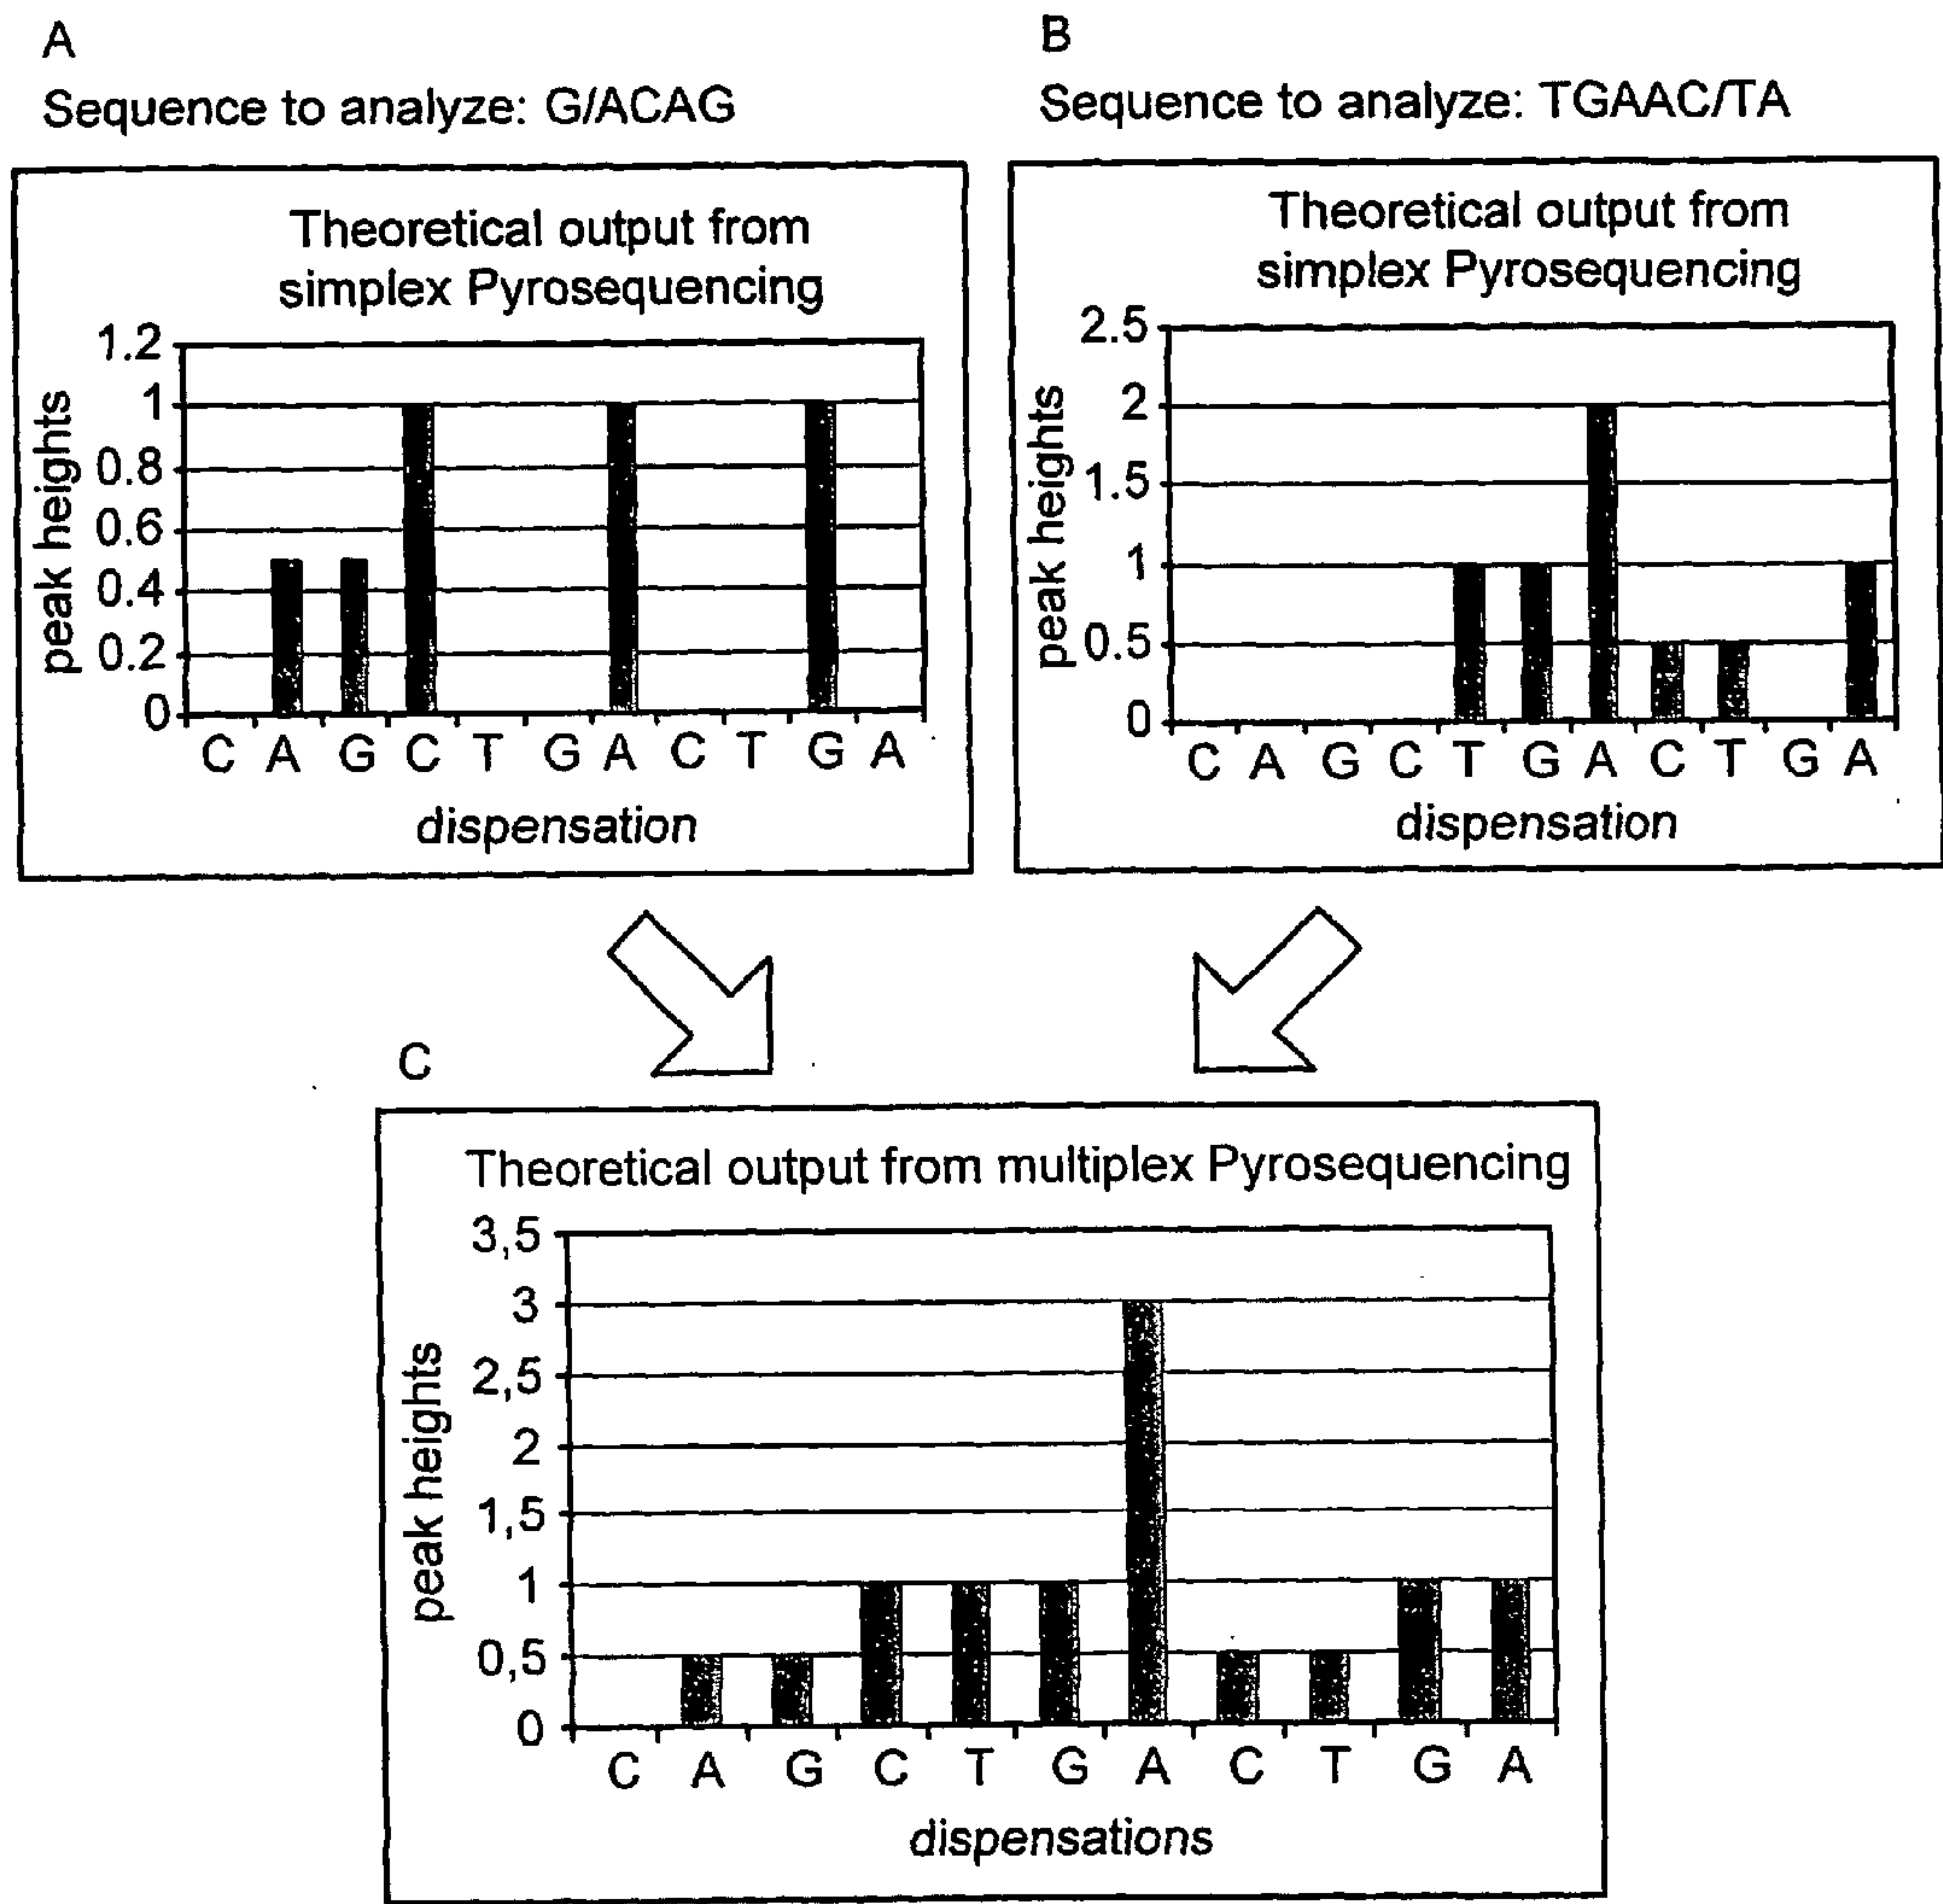 A
Sequence to analyze: G/ACAG
Theoretical output from
simplex Pyrosequencing
peak heights
1.2
1
0.8
0.6
0.4
0.2
0
C A G C T G A C T G A
dispensation
B
Sequence to analyze: TGAAC/TA
Theoretical output from
simplex Pyrosequencing
peak heights
2.5
2
1.5
1
0.5
0
C A G C T G A C T G A
dispensation
C
Theoretical output from multiplex Pyrosequencing
peak heights
3,5
3
2,5
2
1,5
1
0,5
0
C A G C T G A C T G A
dispensations